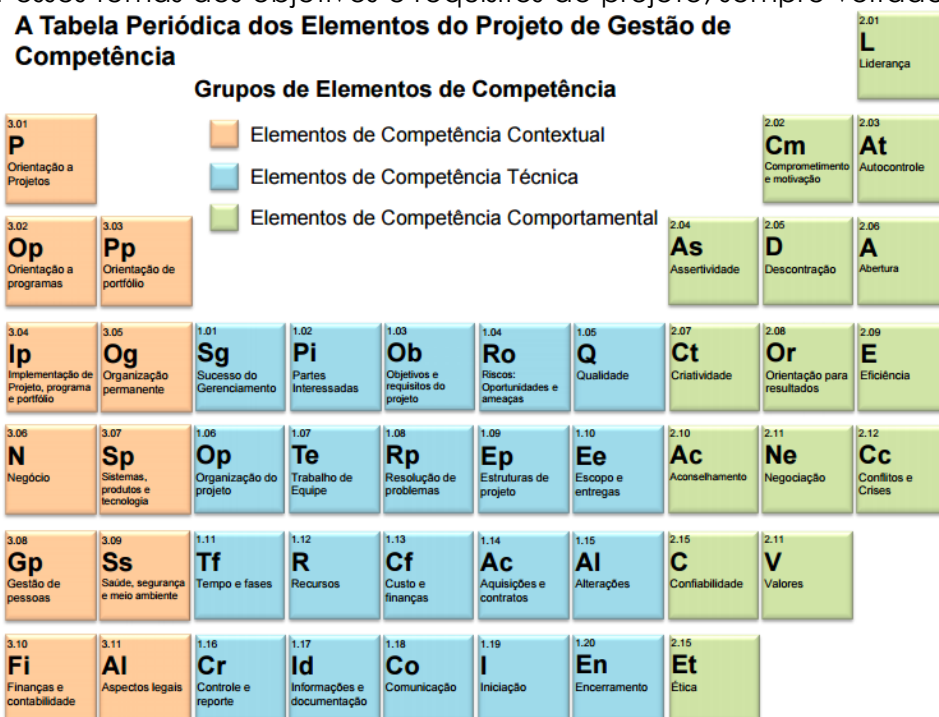 objetivos e requisitos do projeto, sempre
A Tabela Periódica dos Elementos do Projeto de Gestão de
Competência
2.01
L
Liderança
Grupos de Elementos de Competência
Elementos de Competência Contextual
Elementos de Competência Técnica
Elementos de Competência Comportamental
3.01
P
Orientação a
Projetos
2.02
Cm
Comprometimento
e motivação
2.03
At
Autocontrole
3.02
Op
Orientação a
programas
3.03
Pp
Orientação de
portfólio
2.04
As
Assertividade
2.05
D
Descontração
2.06
A
Abertura
3.04
Ip
Implementação de
Projeto, programa
e portfólio
3.05
Og
Organização
permanente
1.01
Sg
Sucesso do
Gerenciamento
1.02
Pi
Partes
Interessadas
1.03
Ob
Objetivos e
requisitos do
projeto
1.04
Ro
Riscos:
Oportunidades e
ameaças
1.05
Q
Qualidade
2.07
Ct
Criatividade
2.08
Or
Orientação para
resultados
2.09
E
Eficiência
3.06
N
Negócio
3.07
Sp
Sistemas,
produtos e
tecnologia
1.06
Op
Organização do
projeto
1.07
Te
Trabalho de
Equipe
1.08
Rp
Resolução de
problemas
1.09
Ep
Estruturas de
projeto
1.10
Ee
Escopo e
entregas
2.10
Ac
Aconselhamento
2.11
Ne
Negociação
2.12
Cc
Conflitos e
Crises
3.08
Gp
Gestão de
pessoas
3.09
Ss
Saúde, segurança
e meio ambiente
1.11
Tf
Tempo e fases
1.12
R
Recursos
1.13
Cf
Custo e
finanças
1.14
Ac
Aquisições e
contratos
1.15
Al
Alterações
2.15
C
Confiabilidade
2.11
V
Valores
3.10
Fi
Finanças e
contabilidade
3.11
Al
Aspectos legais
1.16
Cr
Controle e
reporte
1.17
Id
Informações e
documentação
1.18
Co
Comunicação
1.19
I
Iniciação
1.20
En
Encerramento
2.15
Et
Ética